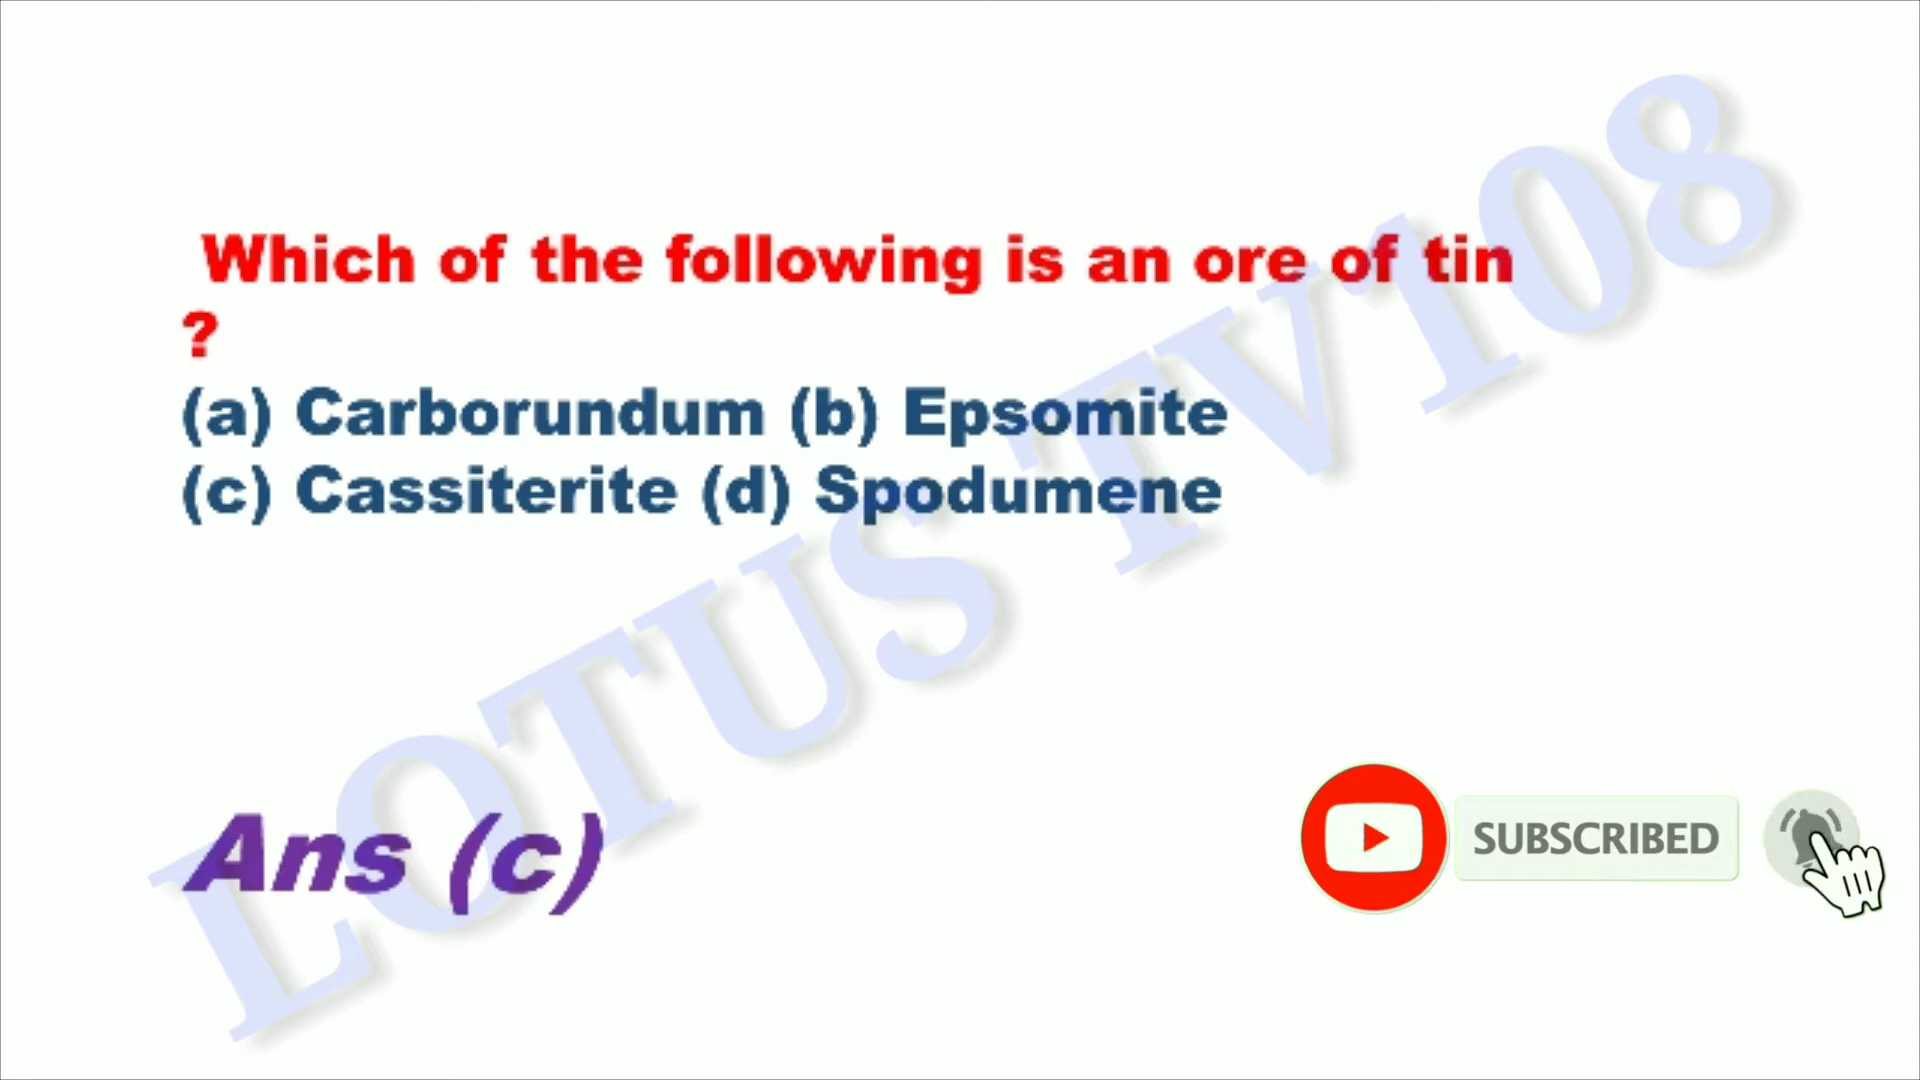 Which of the following is an ore of tin
?
(a) Carborundum (b) Epsomite
(c) Cassiterite (d) Spodumene
LOTUS TV108
Ans (c)
SUBSCRIBED